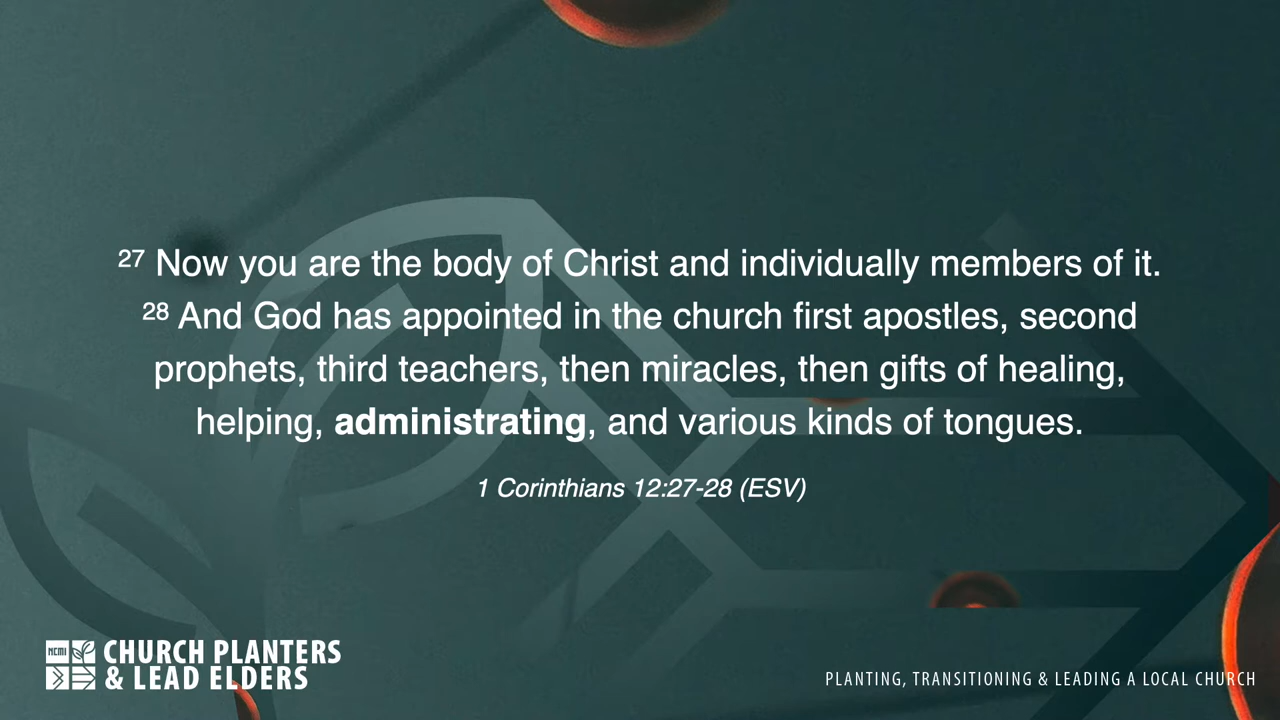 27 Now you are the body of Christ and individually members of it.
28 And God has appointed in the church first apostles, second
prophets, third teachers, then miracles, then gifts of healing,
helping, administrating, and various kinds of tongues.
1 Corinthians 12:27-28 (ESV)
NCMI
CHURCH PLANTERS
& LEAD ELDERS
PLANTING, TRANSITIONING & LEADING A LOCAL CHURCH